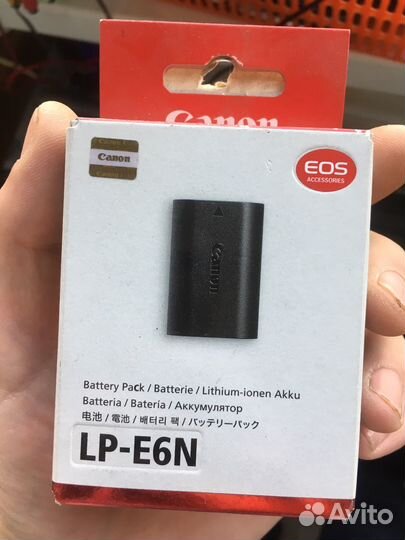 Canon
Canon
EOS
ACCESSORIES
Canon
Battery Pack / Batterie / Lithium-ionen Akku
Batteria / Bateria / Аккумулятор
电池 / 電池 / 배터리 팩 / バッテリーパック
LP-E6N
Avito